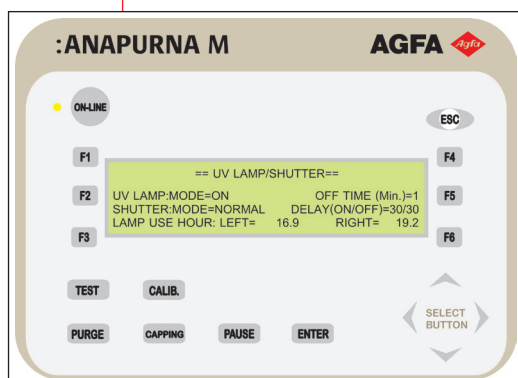 :ANAPURNA M AGFA Agfa
ON-LINE
ESC
F1 F4
== UV LAMP/SHUTTER==
F2 UV LAMP:MODE=ON OFF TIME (Min.)=1 F5
SHUTTER:MODE=NORMAL DELAY(ON/OFF)=30/30
F3 LAMP USE HOUR: LEFT= 16.9 RIGHT= 19.2 F6
TEST CALIB.
SELECT
BUTTON
PURGE CAPPING PAUSE ENTER